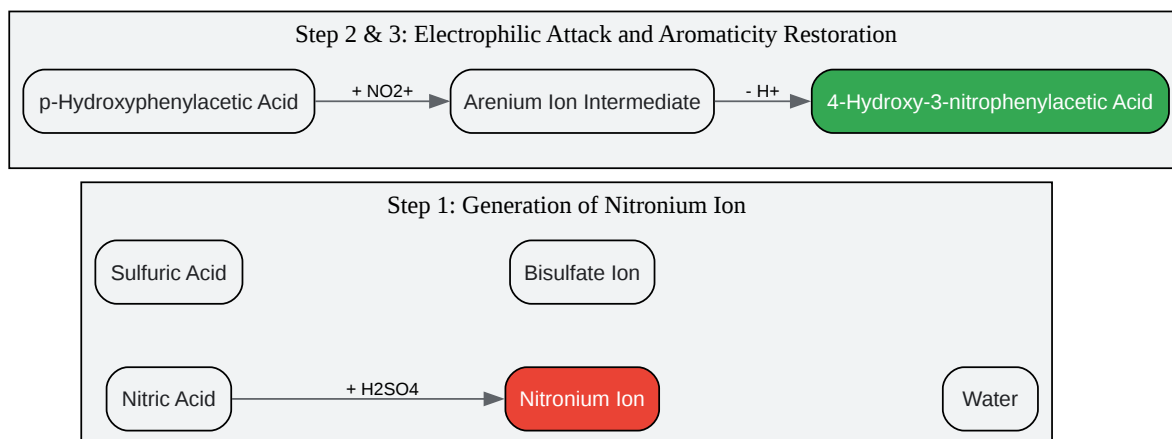 Step 2 & 3: Electrophilic Attack and Aromaticity Restoration
p-Hydroxyphenylacetic Acid
+ NO2+
Arenium Ion Intermediate
- H+
4-Hydroxy-3-nitrophenylacetic Acid
Step 1: Generation of Nitronium Ion
Sulfuric Acid
Bisulfate Ion
Nitric Acid
+ H2SO4
Nitronium Ion
Water